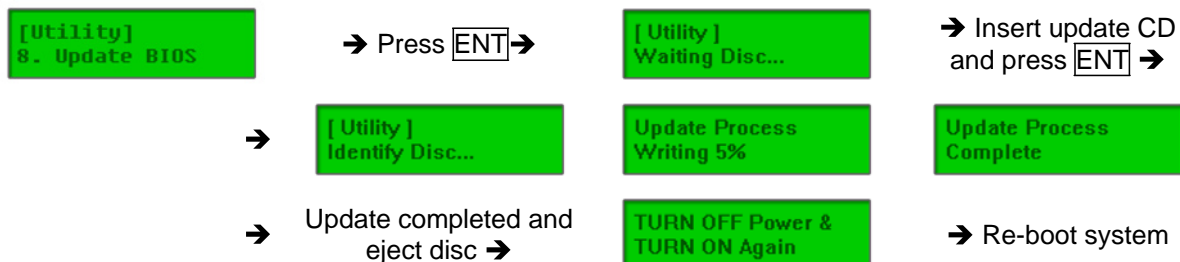 [Utility]
8. Update BIOS
➔ Press ENT➔
[ Utility ]
Waiting Disc...
➔ Insert update CD
and press ENT ➔
➔
[ Utility ]
Identify Disc...
Update Process
Writing 5%
Update Process
Complete
➔
Update completed and
eject disc ➔
TURN OFF Power &
TURN ON Again
➔ Re-boot system